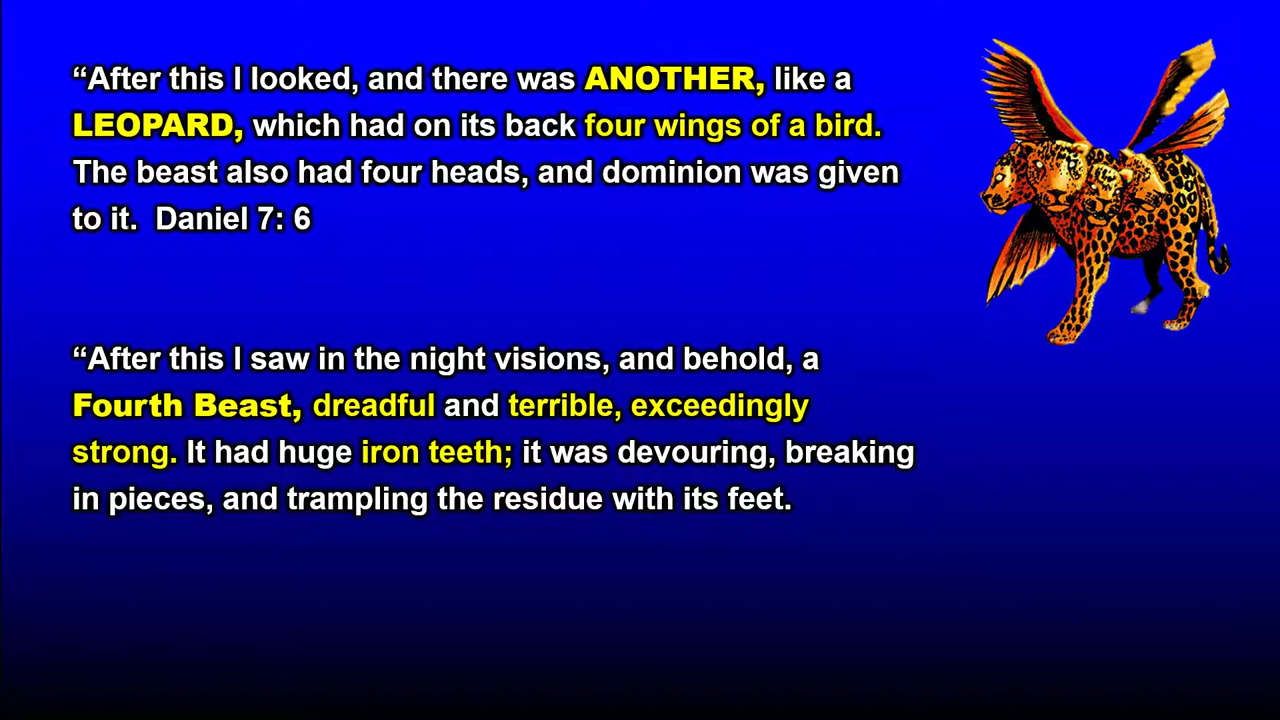 “After this I looked, and there was ANOTHER, like a
LEOPARD, which had on its back four wings of a bird.
The beast also had four heads, and dominion was given
to it.  Daniel 7: 6
“After this I saw in the night visions, and behold, a
Fourth Beast, dreadful and terrible, exceedingly
strong. It had huge iron teeth; it was devouring, breaking
in pieces, and trampling the residue with its feet.